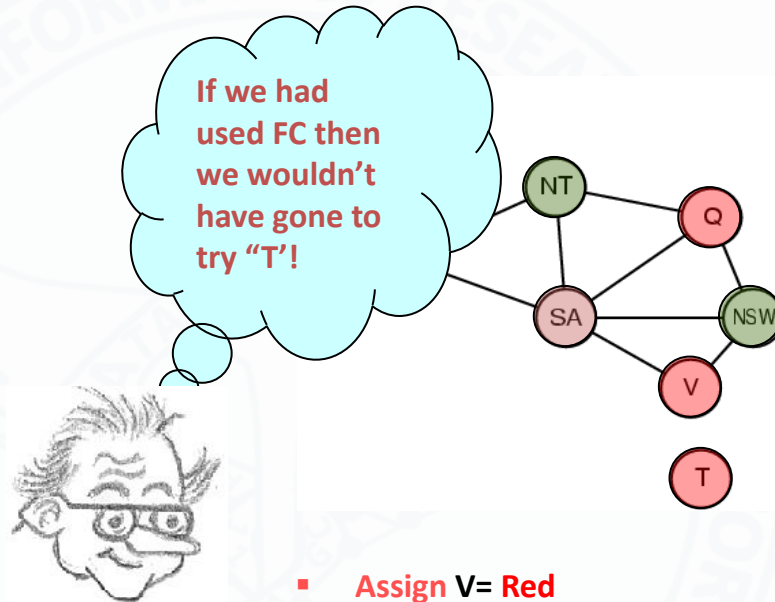 If we had
used FC then
we wouldn’t
have gone to
try “T’!
NT
Q
SA
NSW
V
T
▪ Assign V= Red